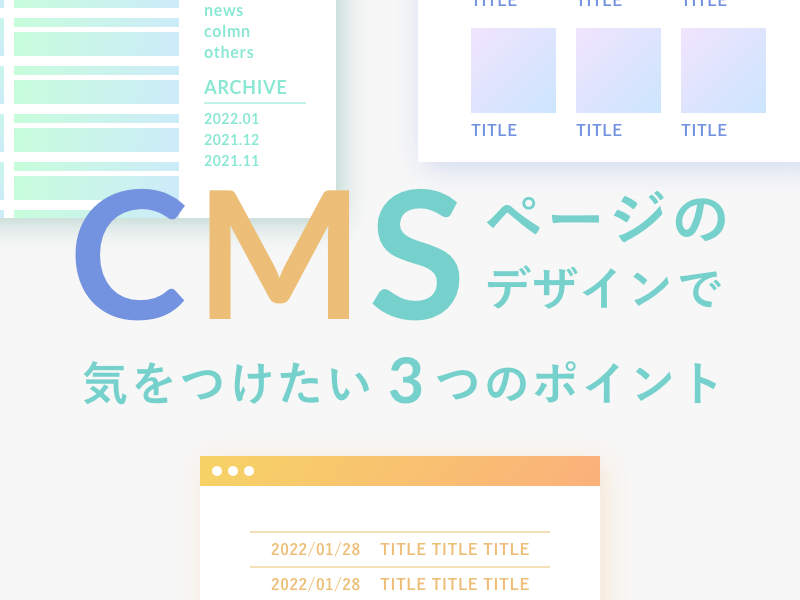 news
colmn
others
ARCHIVE
2022.01
2021.12
2021.11
TITLE TITLE TITLE
TITLE TITLE TITLE
CMS ページの
デザインで
気をつけたい3つのポイント
2022/01/28 TITLE TITLE TITLE
2022/01/28 TITLE TITLE TITLE